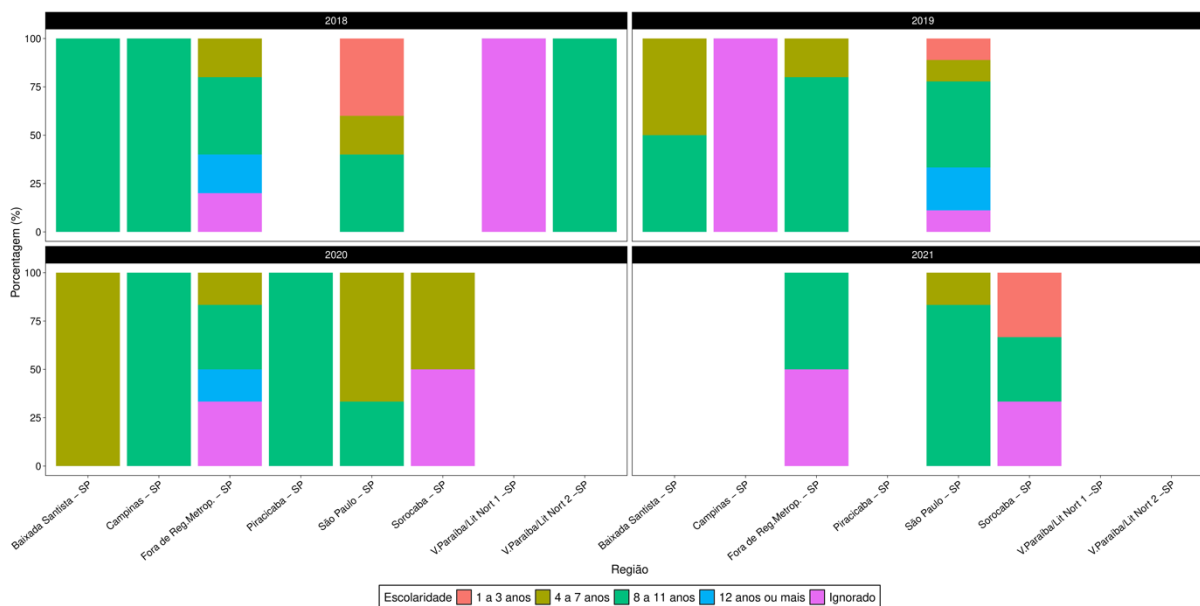 2018
2019
100
75
50
25
0
2020
2021
100
75
50
25
0
Porcentagem (%)
Baixada Santista – SP
Campinas – SP
Fora de Reg.Metrop. – SP
Piracicaba – SP
São Paulo – SP
Sorocaba – SP
V.Paraíba/Lit Nort 1 –SP
V.Paraíba/Lit Nort 2 –SP
Baixada Santista – SP
Campinas – SP
Fora de Reg.Metrop. – SP
Piracicaba – SP
São Paulo – SP
Sorocaba – SP
V.Paraíba/Lit Nort 1 –SP
V.Paraíba/Lit Nort 2 –SP
Região
Escolaridade 1 a 3 anos 4 a 7 anos 8 a 11 anos 12 anos ou mais Ignorado